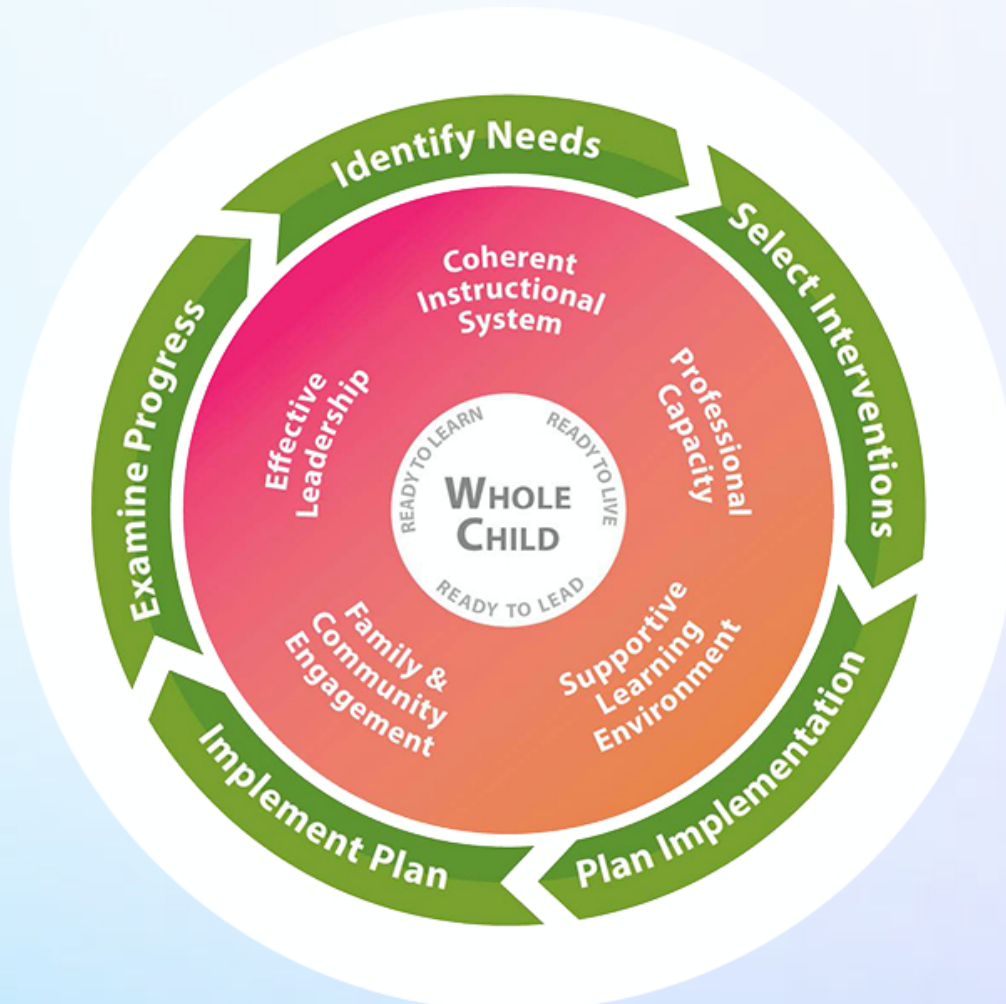 Identify Needs
Select Interventions
Plan Implementation
Implement Plan
Examine Progress
Coherent
Instructional
System
Professional
Capacity
Supportive
Learning
Environment
Family &
Community
Engagement
Effective
Leadership
READY TO LEARN
READY TO LIVE
READY TO LEAD
WHOLE
CHILD